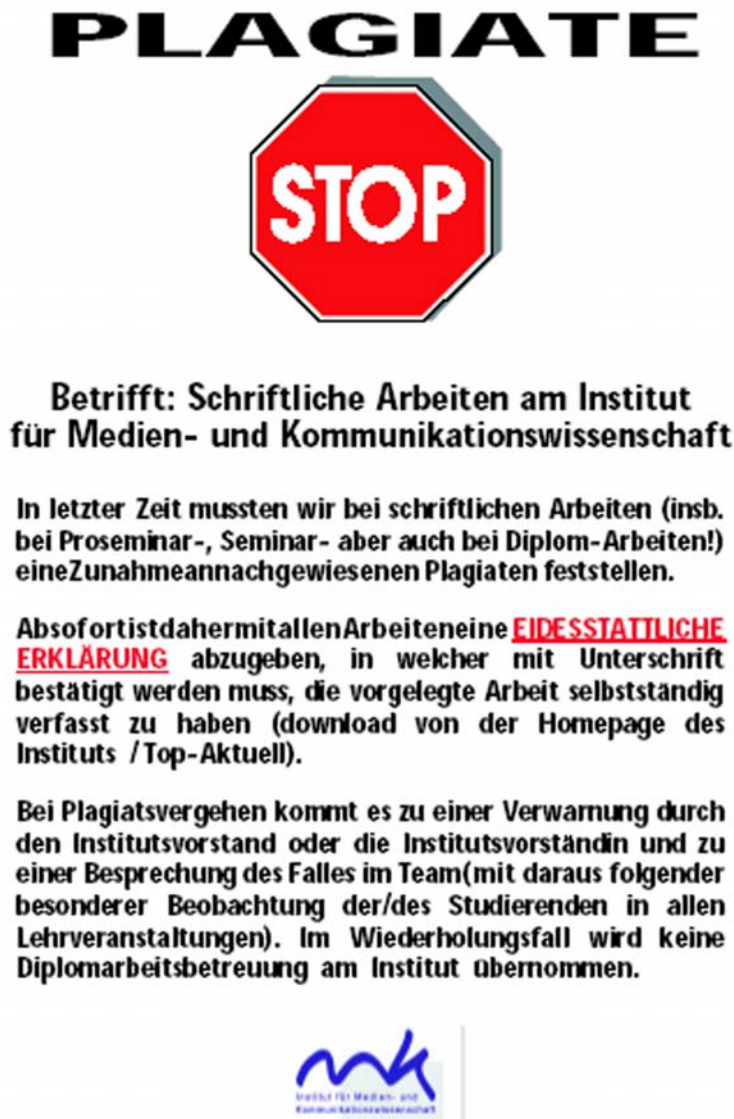 PLAGIATE
STOP
Betrifft: Schriftliche Arbeiten am Institut
für Medien- und Kommunikationswissenschaft
In letzter Zeit mussten wir bei schriftlichen Arbeiten (insb.
bei Proseminar-, Seminar- aber auch bei Diplom-Arbeiten!)
eineZunahmeannachgewiesenen Plagiaten feststellen.
AbsofortistdahermitallenArbeiteneine EIDESSTATTLICHE
ERKLÄRUNG abzugeben, in welcher mit Unterschrift
bestätigt werden muss, die vorgelegte Arbeit selbstständig
verfasst zu haben (download von der Homepage des
Instituts /Top-Aktuell).
Bei Plagiatsvergehen kommt es zu einer Verwarnung durch
den Institutsvorstand oder die Institutsvorständin und zu
einer Besprechung des Falles im Team(mit daraus folgender
besonderer Beobachtung der/des Studierenden in allen
Lehrveranstaltungen). Im Wiederholungsfall wird keine
Diplomarbeitsbetreuung am Institut übernommen.
mk
Institut für Medien- und
Kommunikationswissenschaft